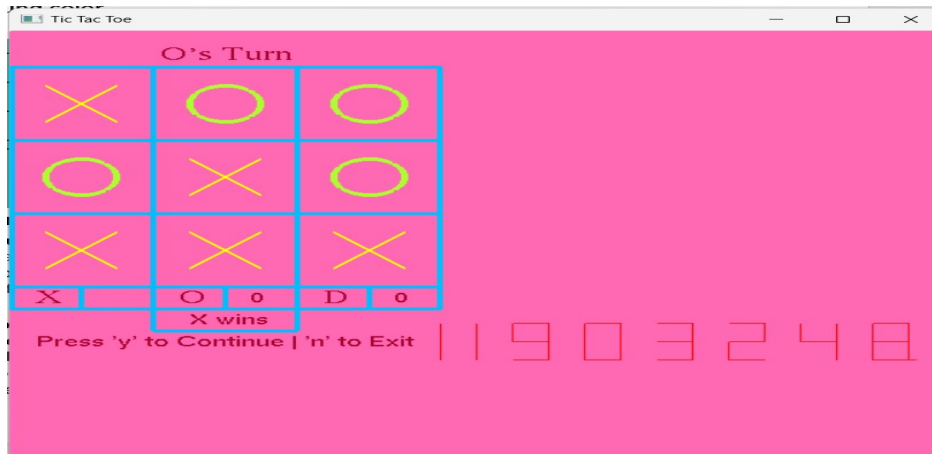 Tic Tac Toe
O's Turn
X O O
O X O
X X X
X O 0 D 0
X wins
Press 'y' to Continue | 'n' to Exit
11903248